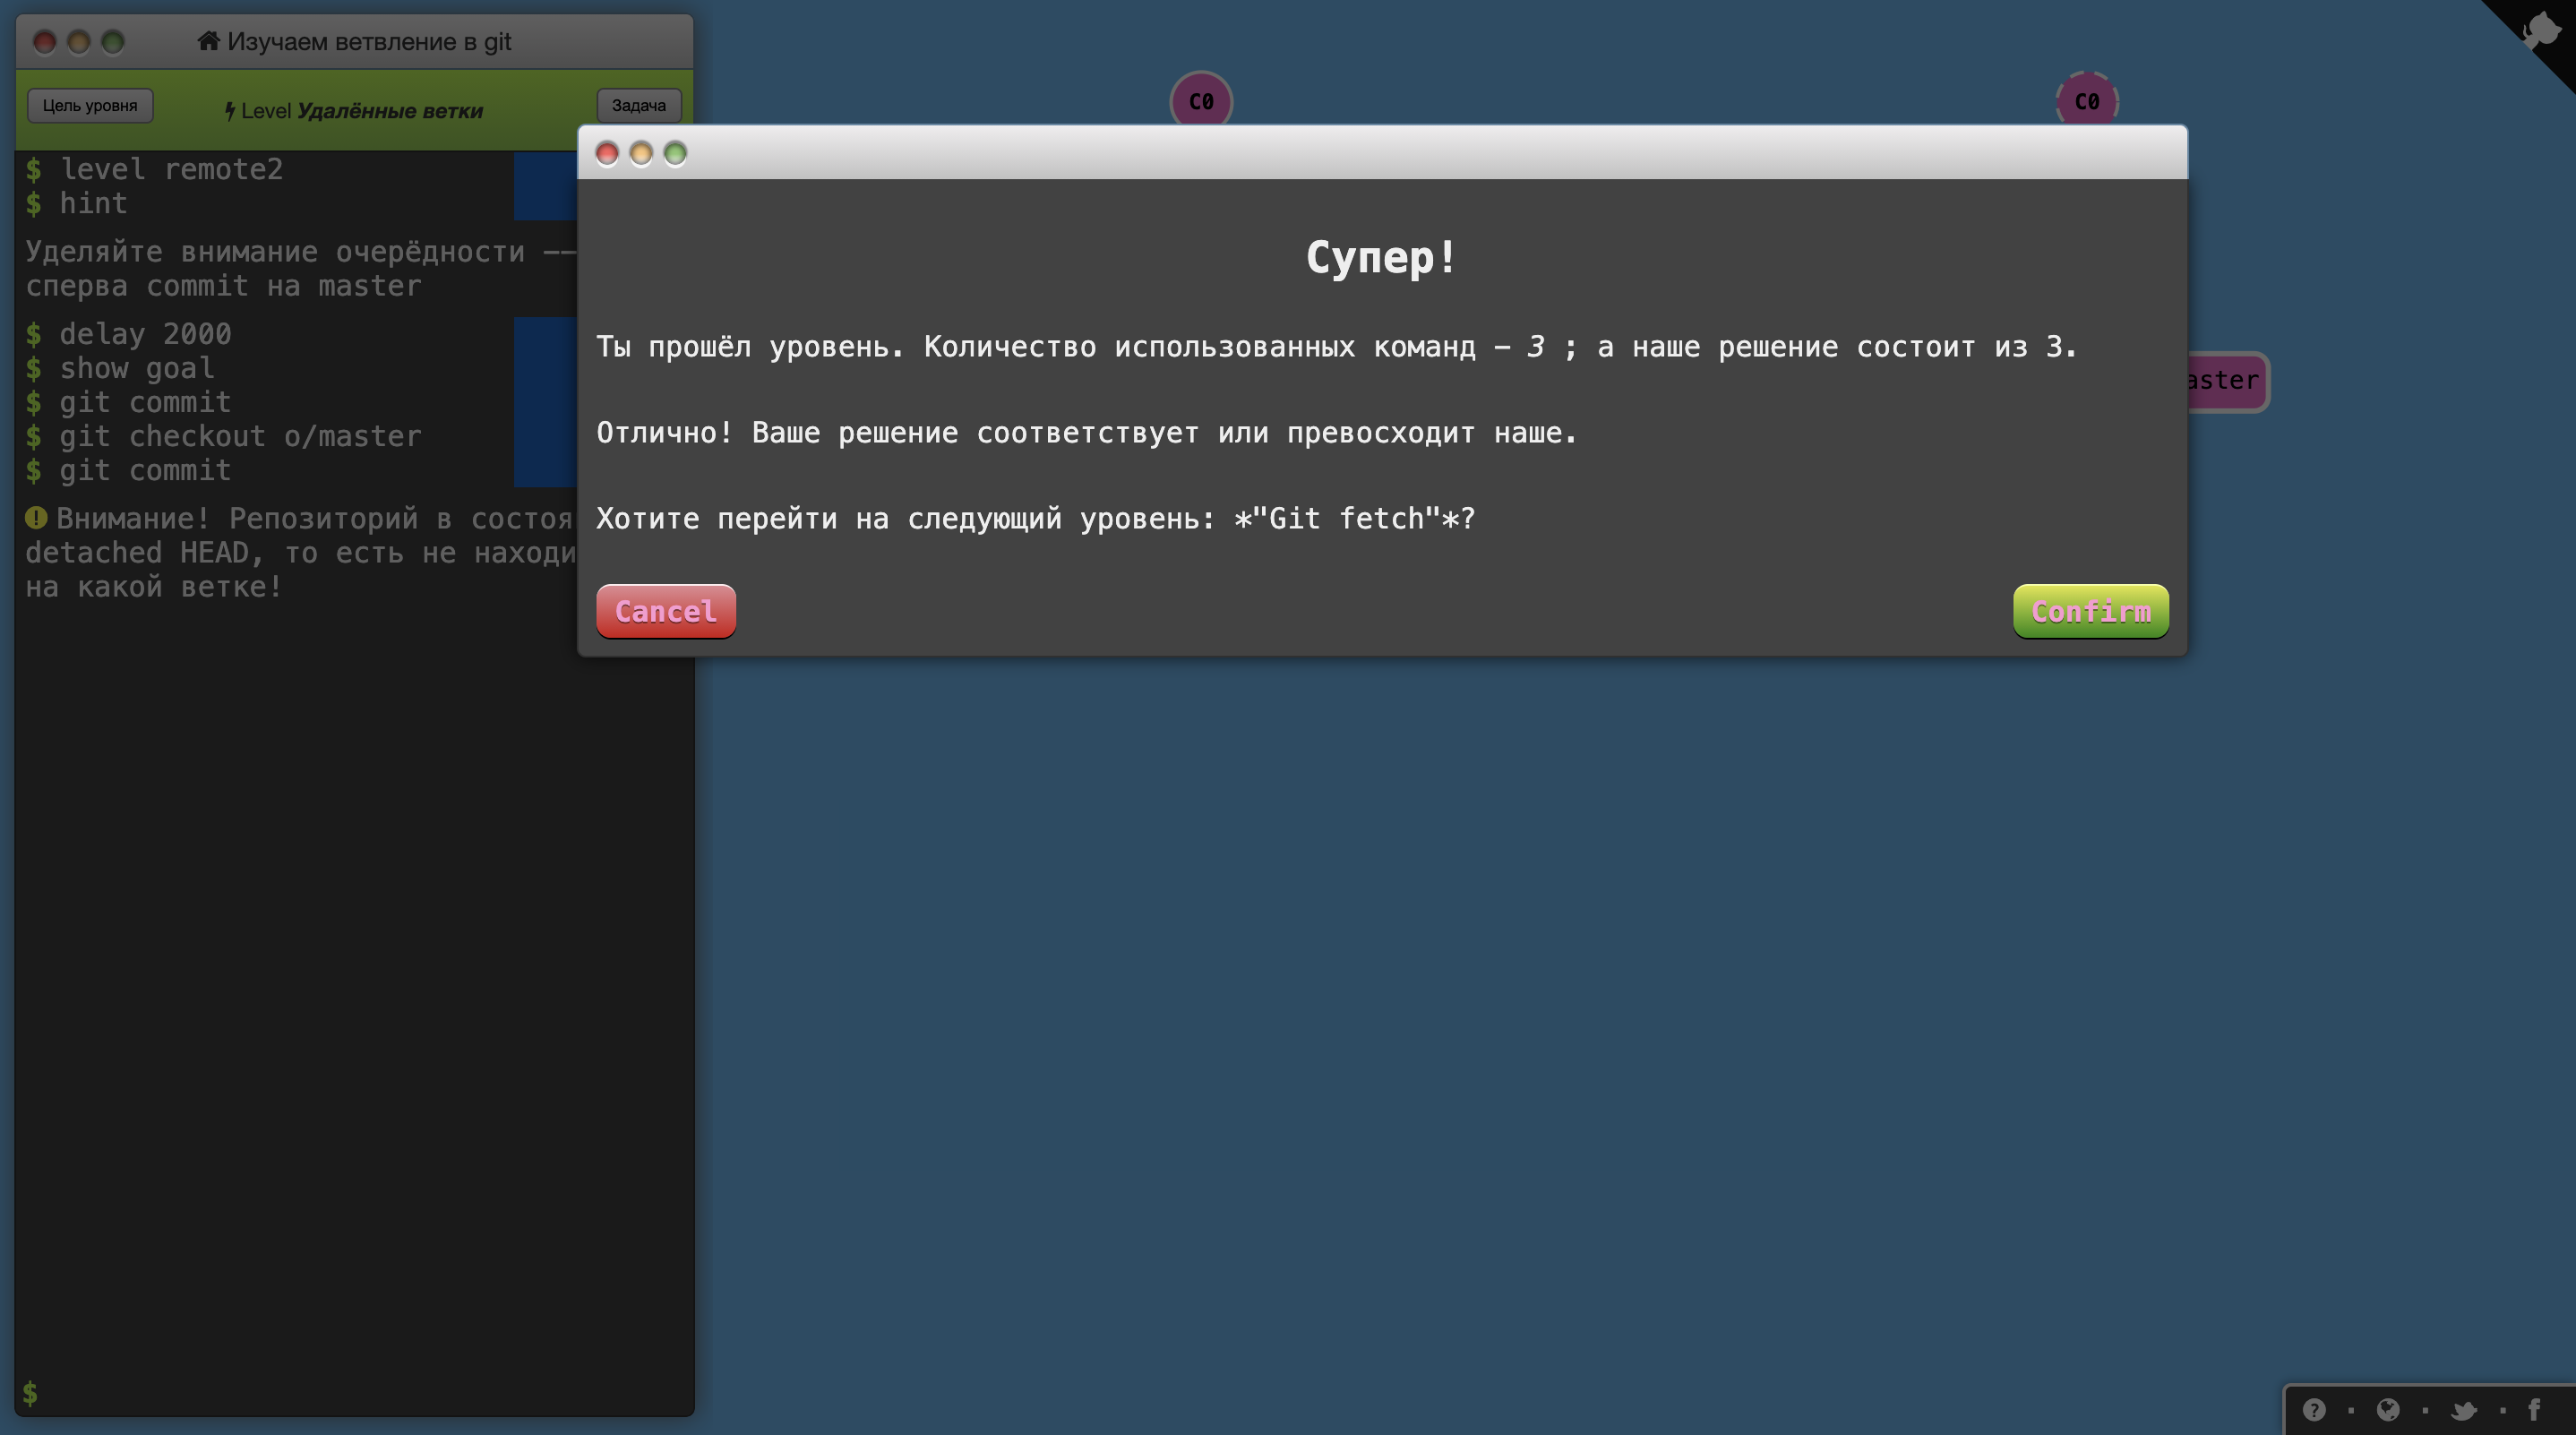 Изучаем ветвление в git
Цель уровня
Level Удалённые ветки
Задача
$ level remote2
$ hint
Уделяйте внимание очерёдности --
сперва commit на master
$ delay 2000
$ show goal
$ git commit
$ git checkout o/master
$ git commit
Внимание! Репозиторий в состоя
detached HEAD, то есть не находи
на какой ветке!
$
C0
C0
aster
Супер!
Ты прошёл уровень. Количество использованных команд – 3 ; а наше решение состоит из 3.
Отлично! Ваше решение соответствует или превосходит наше.
Хотите перейти на следующий уровень: *"Git fetch"*?
Cancel
Confirm